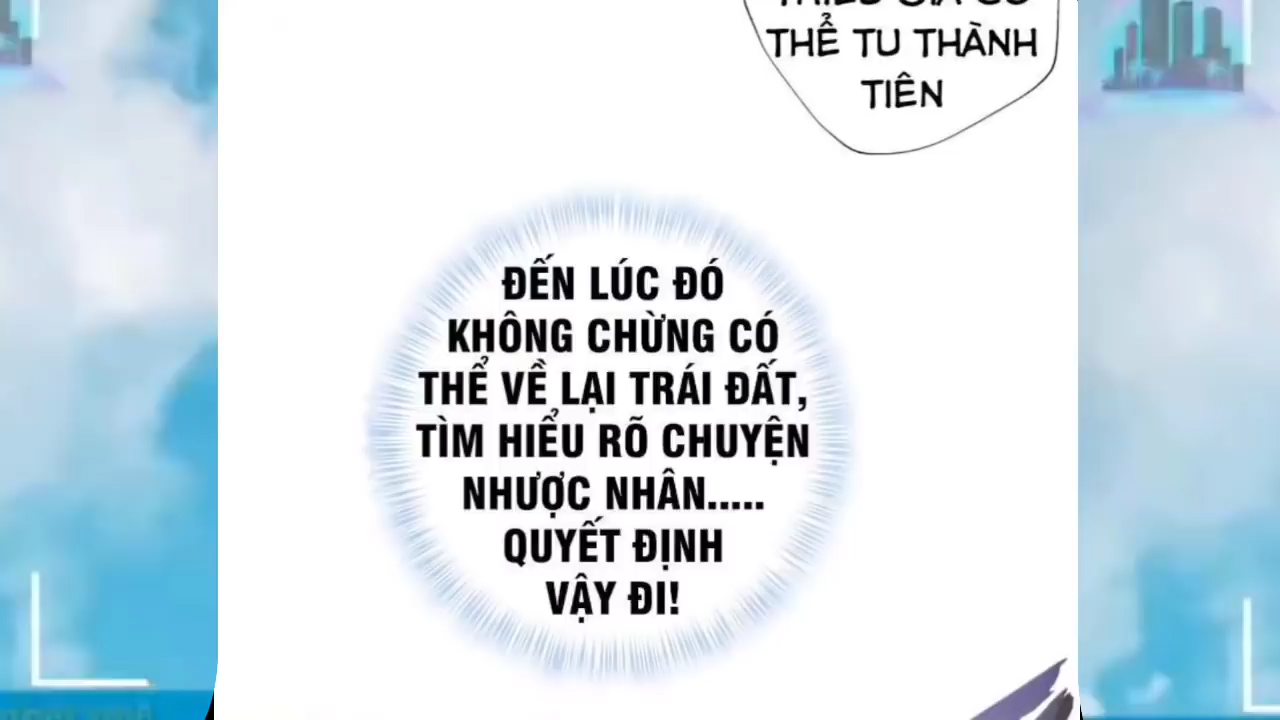 THỂ TU THÀNH
TIÊN
ĐẾN LÚC ĐÓ
KHÔNG CHỪNG CÓ
THỂ VỀ LẠI TRÁI ĐẤT,
TÌM HIỂU RÕ CHUYỆN
NHƯỢC NHÂN.....
QUYẾT ĐỊNH
VẬY ĐI!